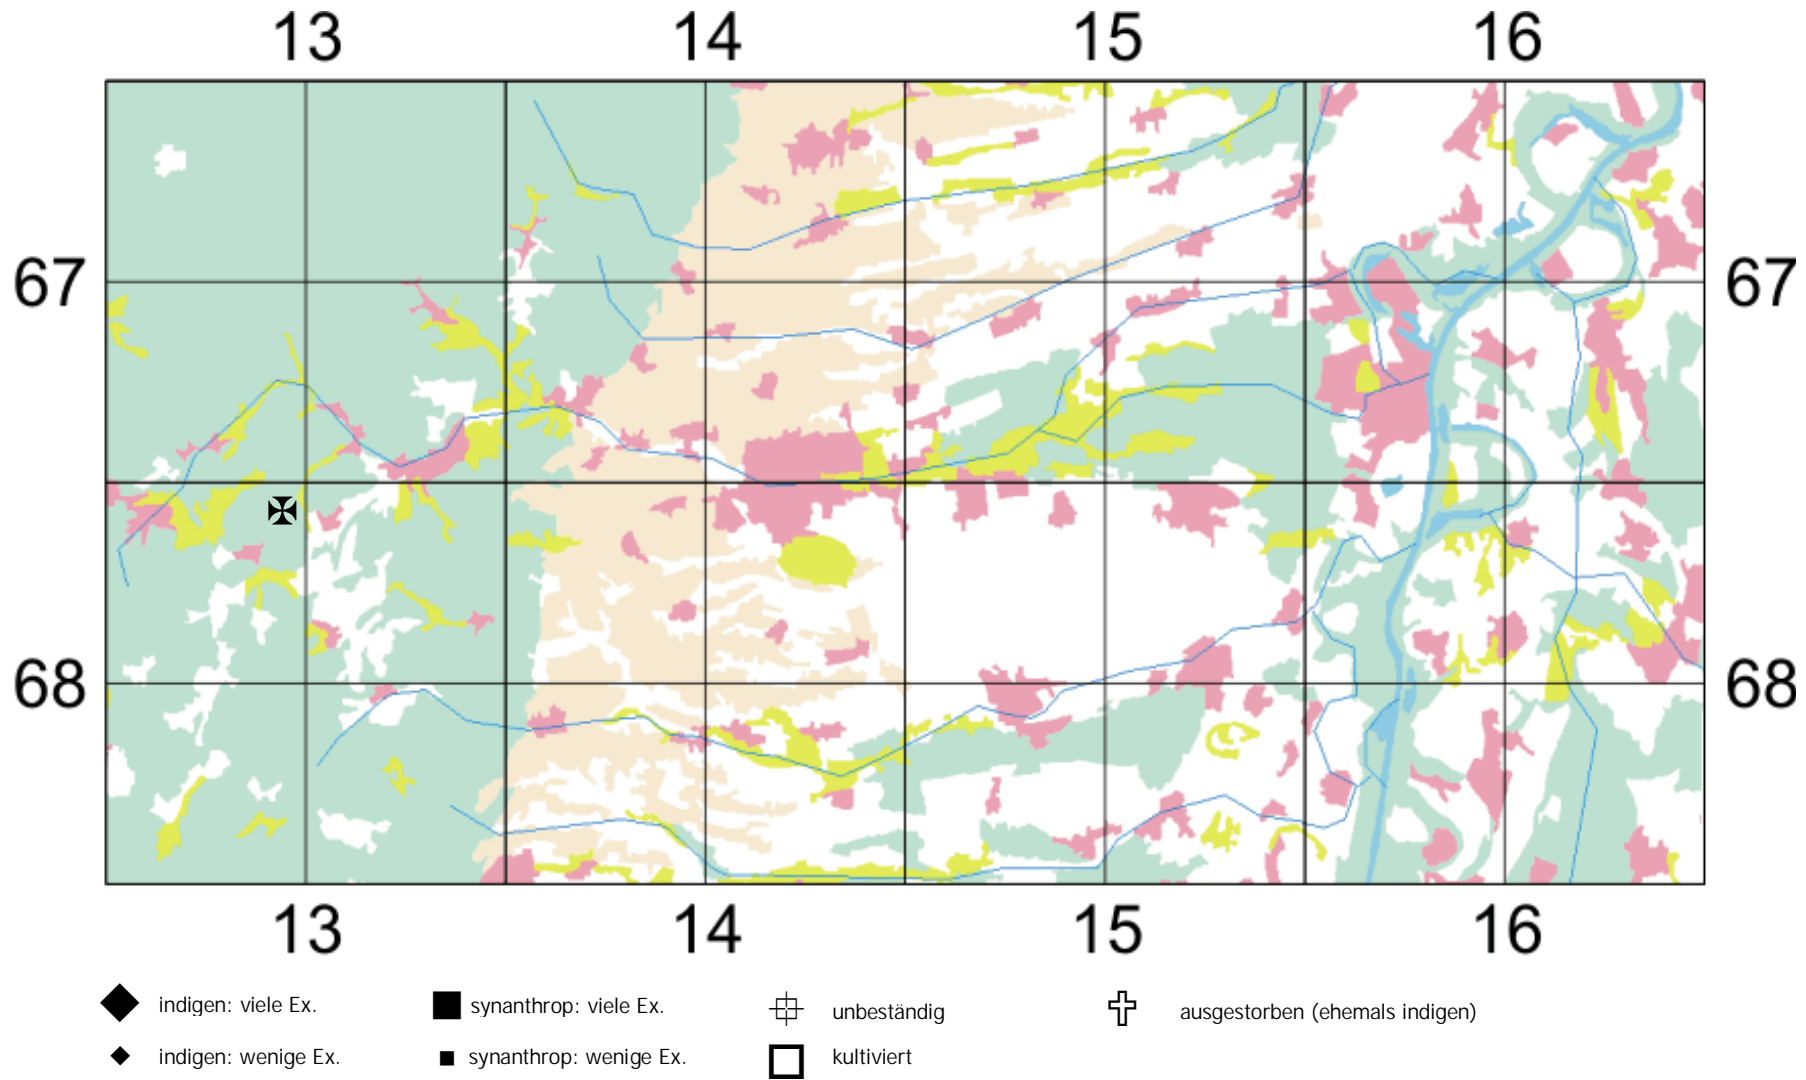 13 14 15 16
67 67
68 68
13 14 15 16
indigen: viele Ex. synanthrop: viele Ex. unbeständig ausgestorben (ehemals indigen)
indigen: wenige Ex. synanthrop: wenige Ex. kultiviert